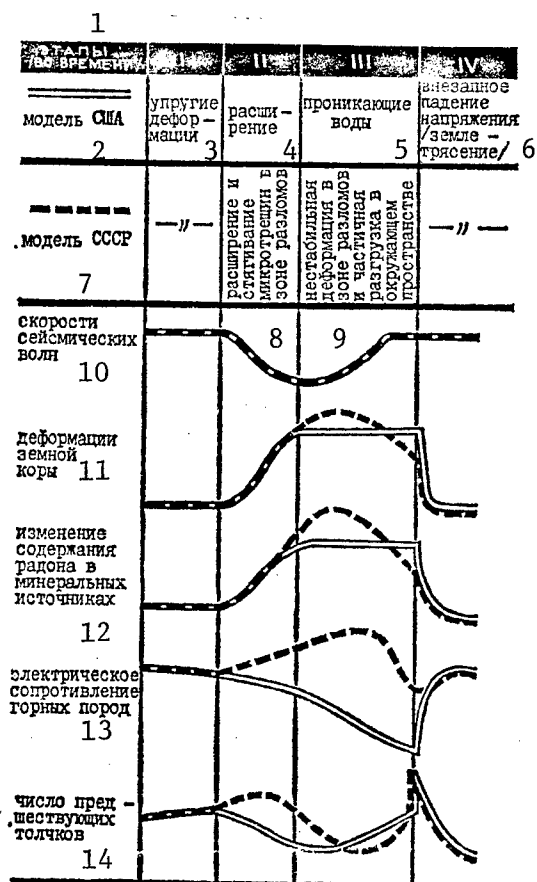 1
ЭТАПЫ
/ВО ВРЕМЕНИ/
I
II
III
IV
модель США
2
упругие
дефор-
мации
3
расши-
рение
4
проникающие
воды
5
внезапное
падение
напряжения
/земле-
трясение/
6
модель СССР
7
—„—
расширение и
стягивание
микротрещин в
зоне разломов
8
нестабильная
деформация в
зоне разломов
и частичная
разгрузка в
окружающем
пространстве
9
—„—
скорости
сейсмических
волн
10
деформации
земной
коры
11
изменение
содержания
радона в
минеральных
источниках
12
электрическое
сопротивление
горных пород
13
число пред-
шествующих
толчков
14